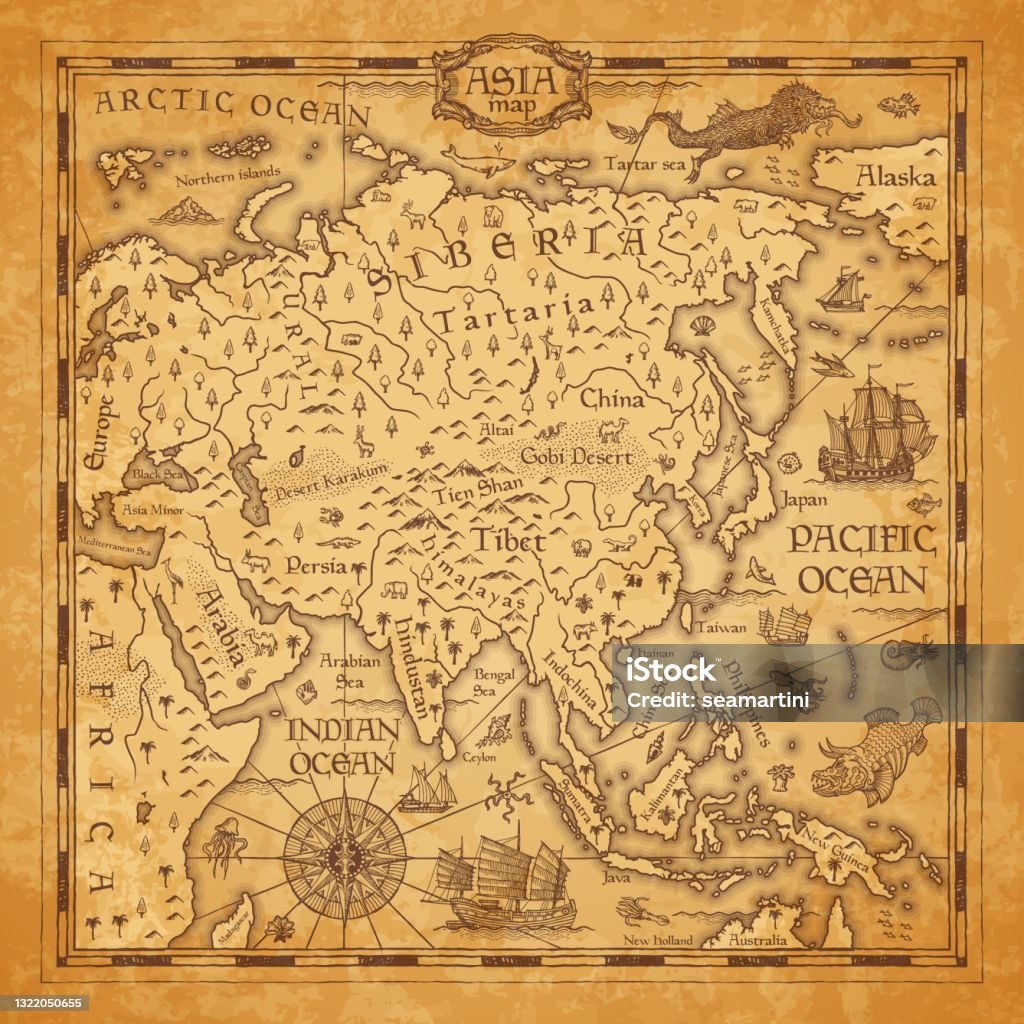 ASIA
map
ARCTIC OCEAN
Northern islands
Tartar sea
Alaska
SIBERIA
Tartaria
URAL
Kamchatka
Europe
China
Altai
Gobi Desert
Black Sea
Caspian Sea
Desert Karakum
Tien Shan
Japanese Sea
Korea
Japan
Asia Minor
Mediterranean Sea
Persia
Tibet
Himalayas
PACIFIC
OCEAN
Arabia
Hindustan
Taiwan
AFRICA
Arabian
Sea
Bengal
Sea
Indochina
Hainan
Philippines
iStock
Credit: seamartini
INDIAN
OCEAN
Ceylon
Sumatra
Kalimantan
New Guinea
Java
Madagascar
New Holland
Australia
1322050655